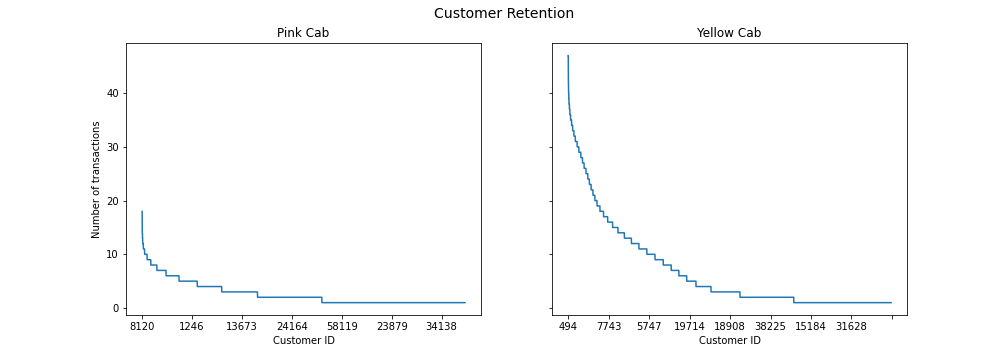 Customer Retention
Pink Cab
Yellow Cab
Number of transactions
40
30
20
10
0
8120 1246 13673 24164 58119 23879 34138
Customer ID
494 7743 5747 19714 18908 38225 15184 31628
Customer ID